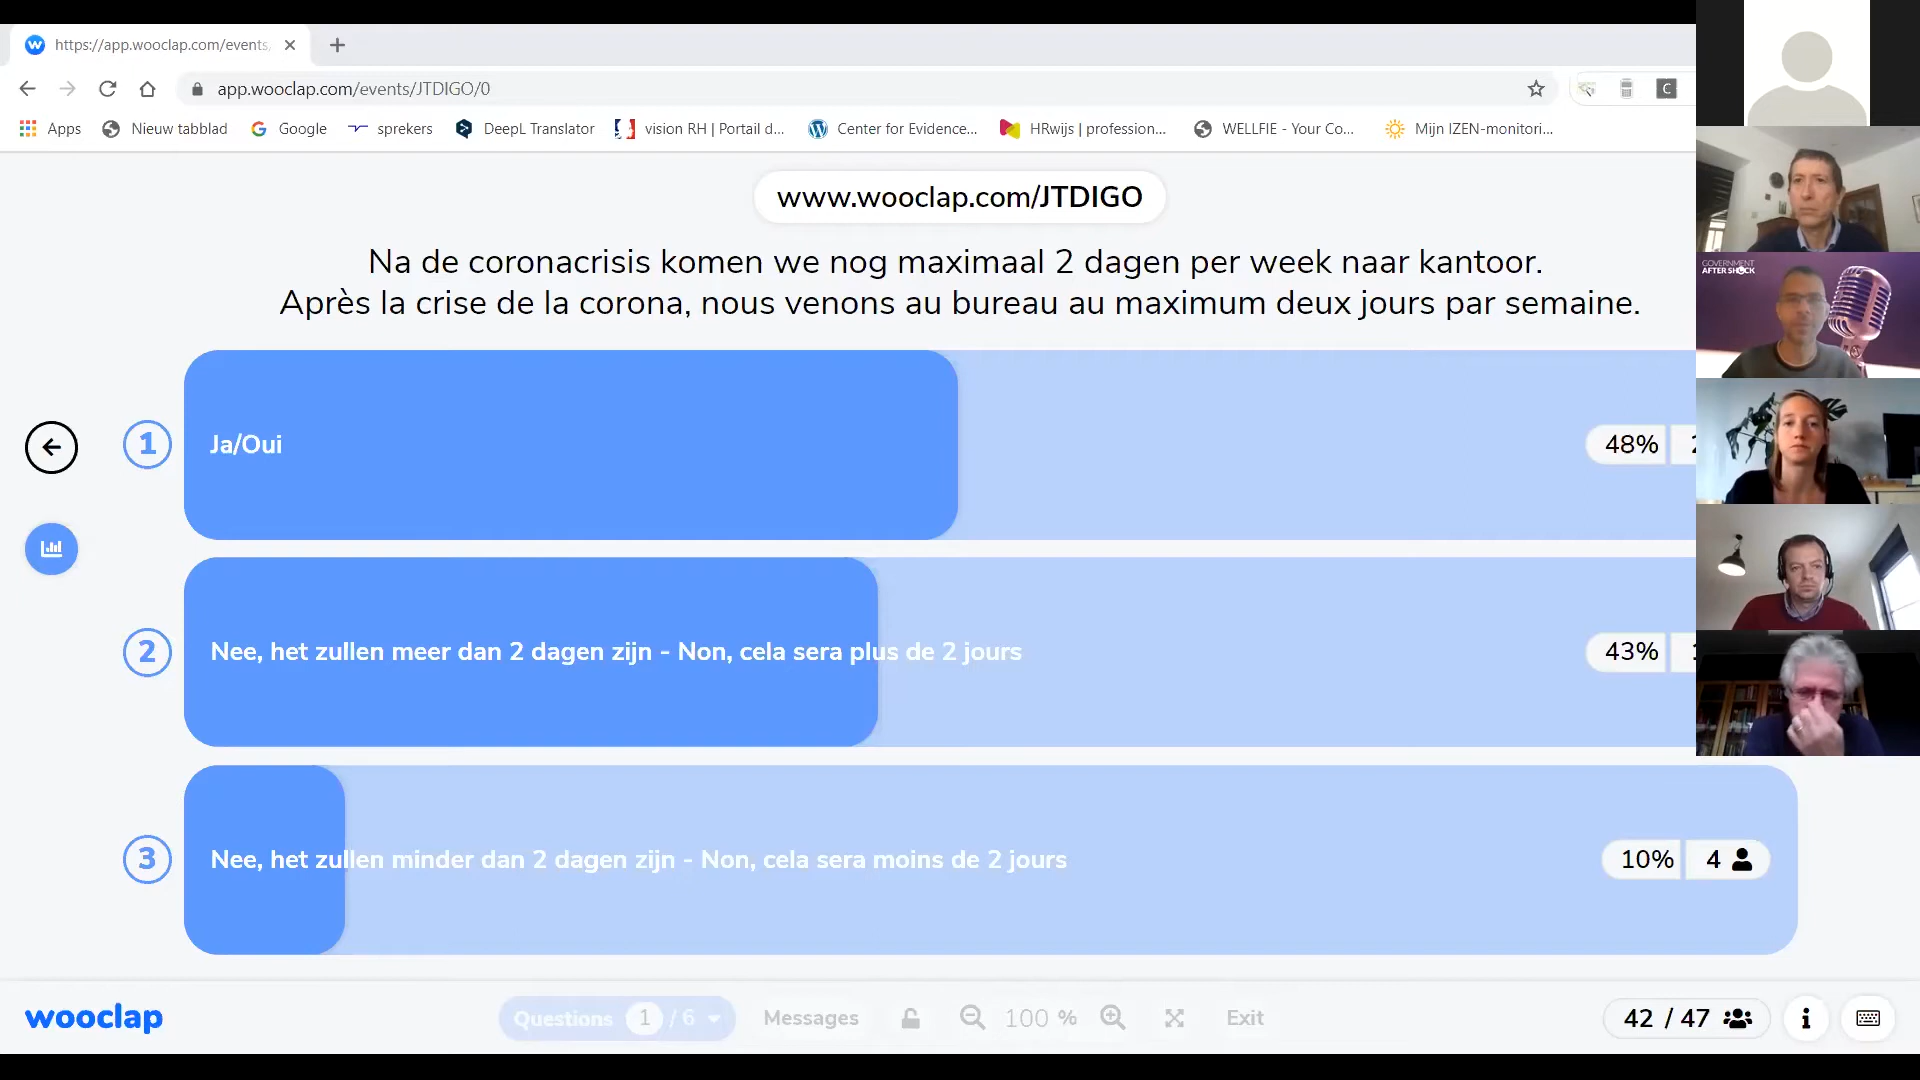 https://app.wooclap.com/events,
app.wooclap.com/events/JTDIGO/0
C
Apps
Nieuw tabblad
Google
sprekers
DeepL Translator
vision RH | Portail d...
Center for Evidence...
HRwijs | profession...
WELLFIE - Your Co...
Mijn IZEN-monitori...
www.wooclap.com/JTDIGO
GOVERNMENT
AFTER SHOCK
Na de coronacrisis komen we nog maximaal 2 dagen per week naar kantoor.
Après la crise de la corona, nous venons au bureau au maximum deux jours par semaine.
1
Ja/Oui
48%
2
Nee, het zullen meer dan 2 dagen zijn - Non, cela sera plus de 2 jours
43%
3
Nee, het zullen minder dan 2 dagen zijn - Non, cela sera moins de 2 jours
10%
4
wooclap
Questions 1 / 6
Messages
100 %
Exit
42 / 47
i